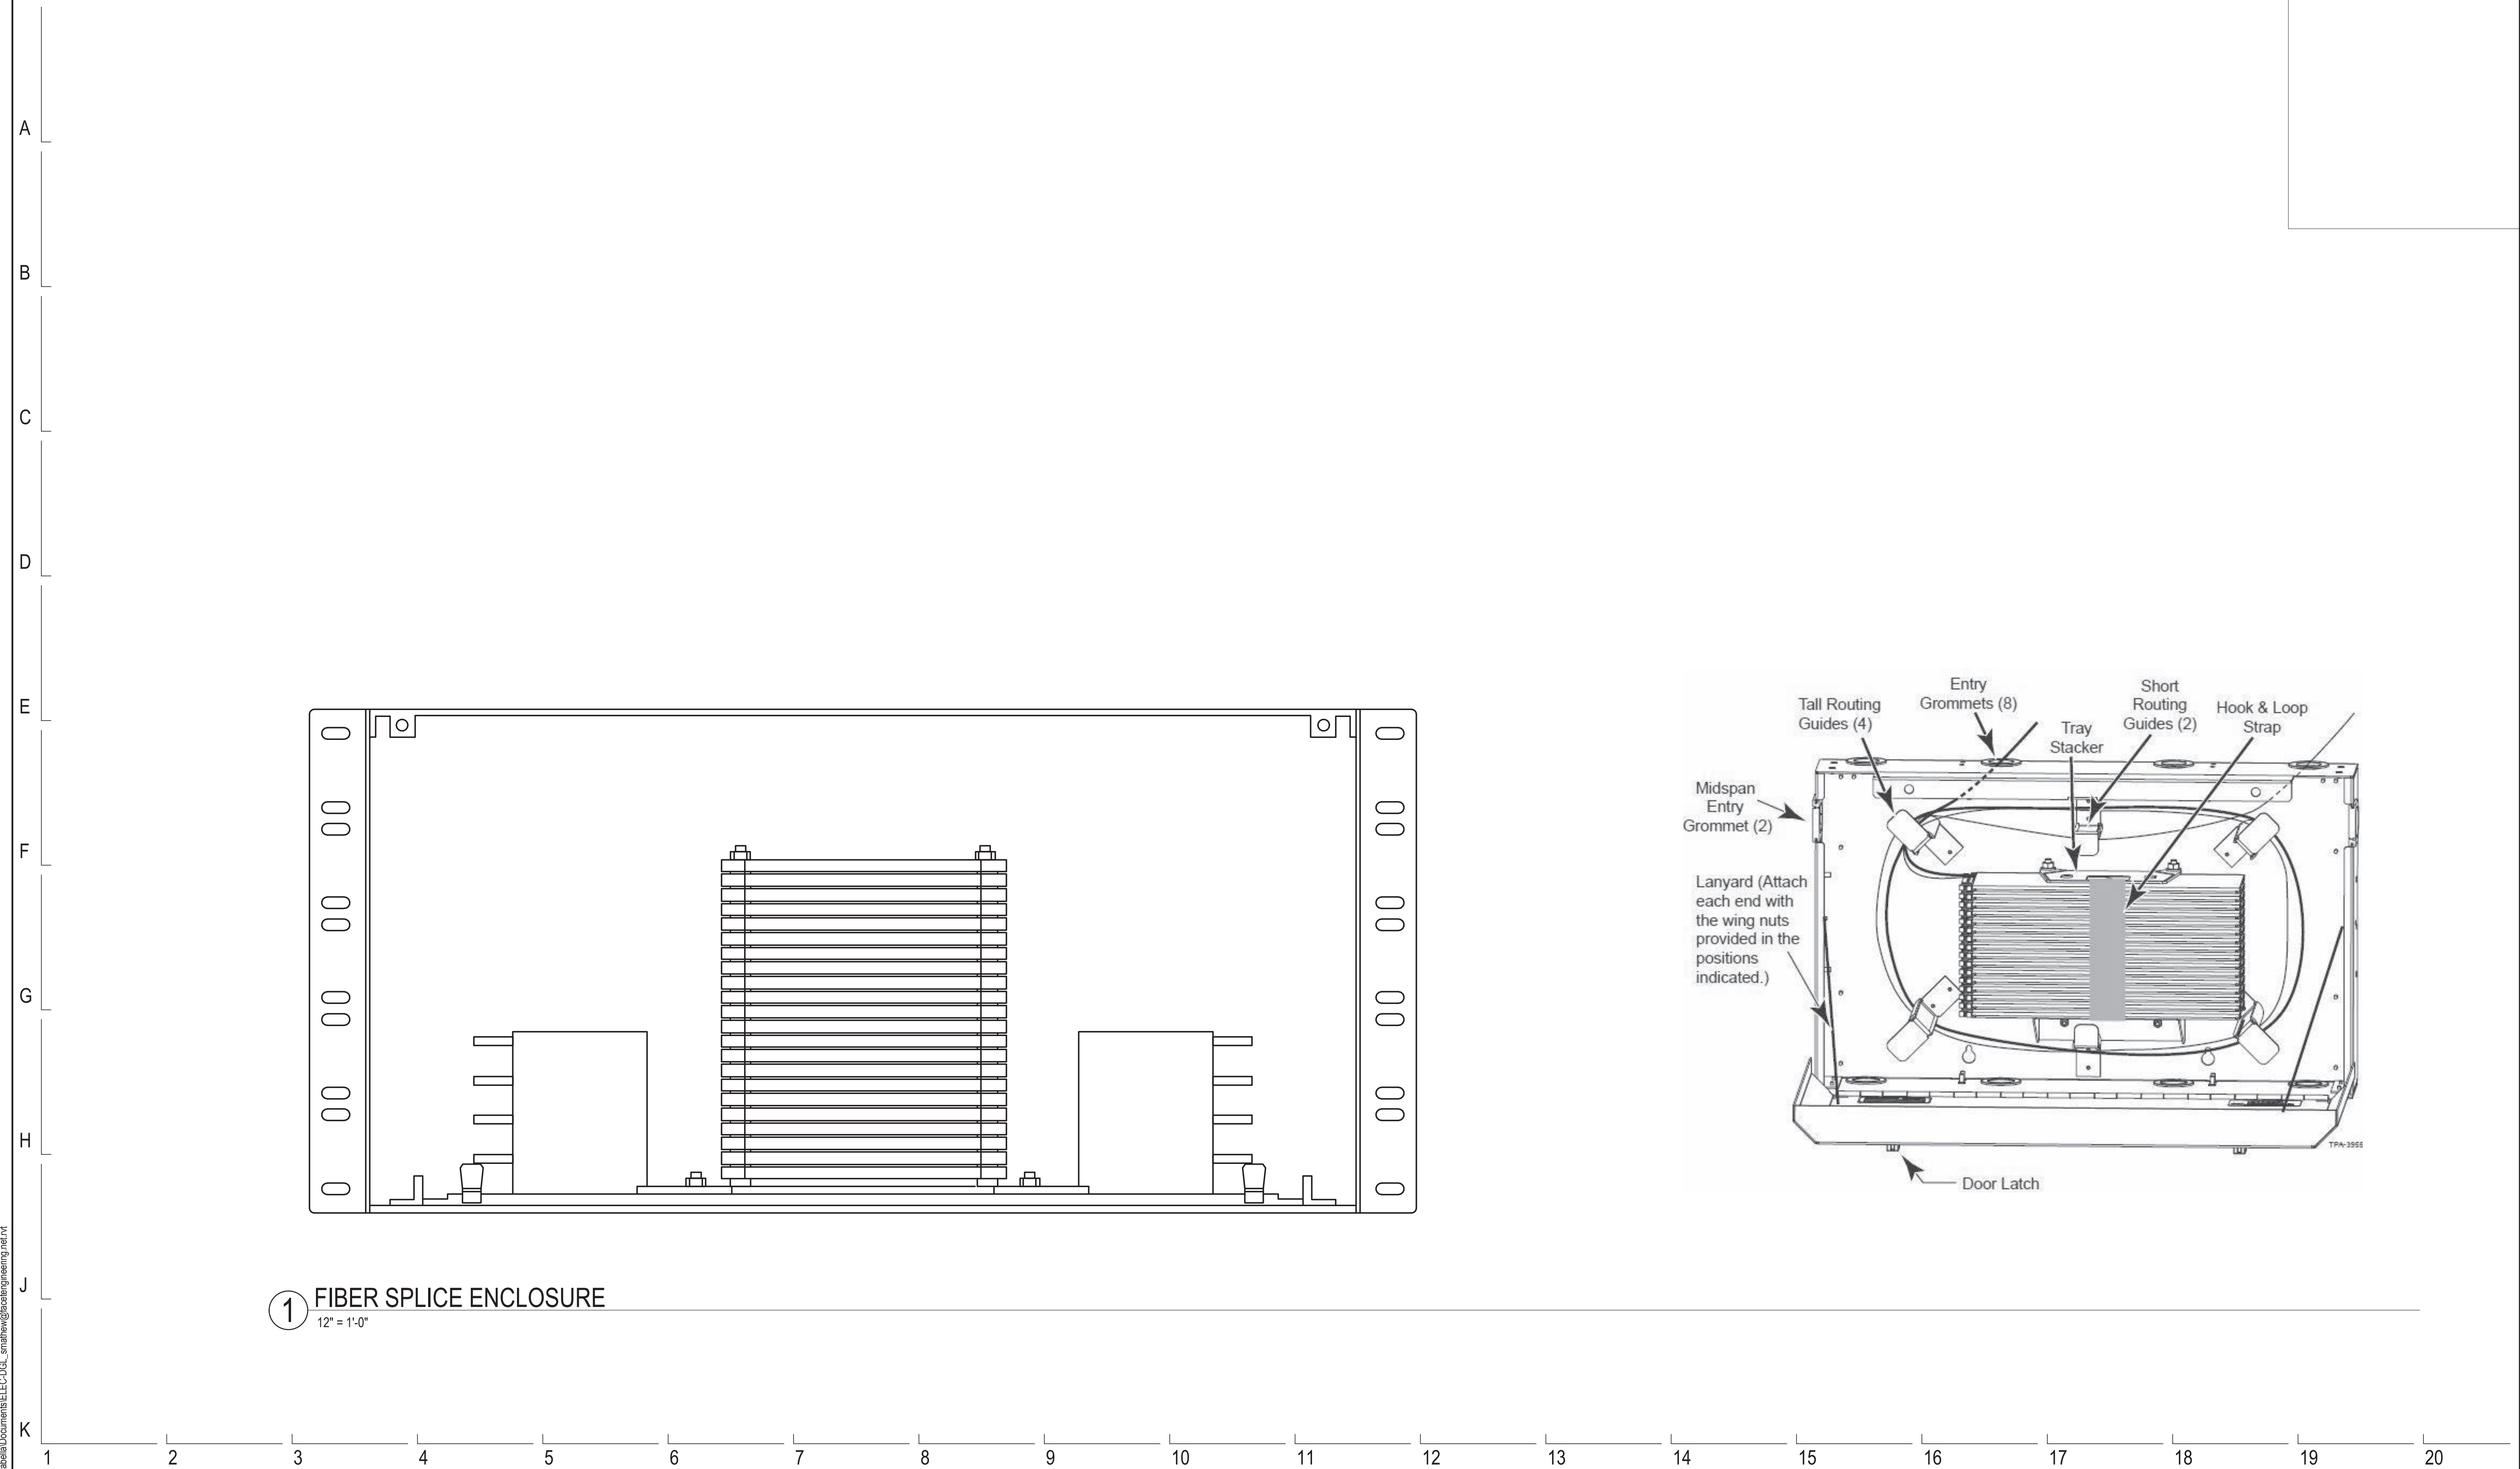 A
B
C
D
E
F
G
H
J
K
Tall Routing
Guides (4)
Entry
Grommets (8)
Tray
Stacker
Short
Routing
Guides (2)
Hook & Loop
Strap
Midspan
Entry
Grommet (2)
Lanyard (Attach
each end with
the wing nuts
provided in the
positions
indicated.)
Door Latch
1 FIBER SPLICE ENCLOSURE
12" = 1'-0"
1 2 3 4 5 6 7 8 9 10 11 12 13 14 15 16 17 18 19 20